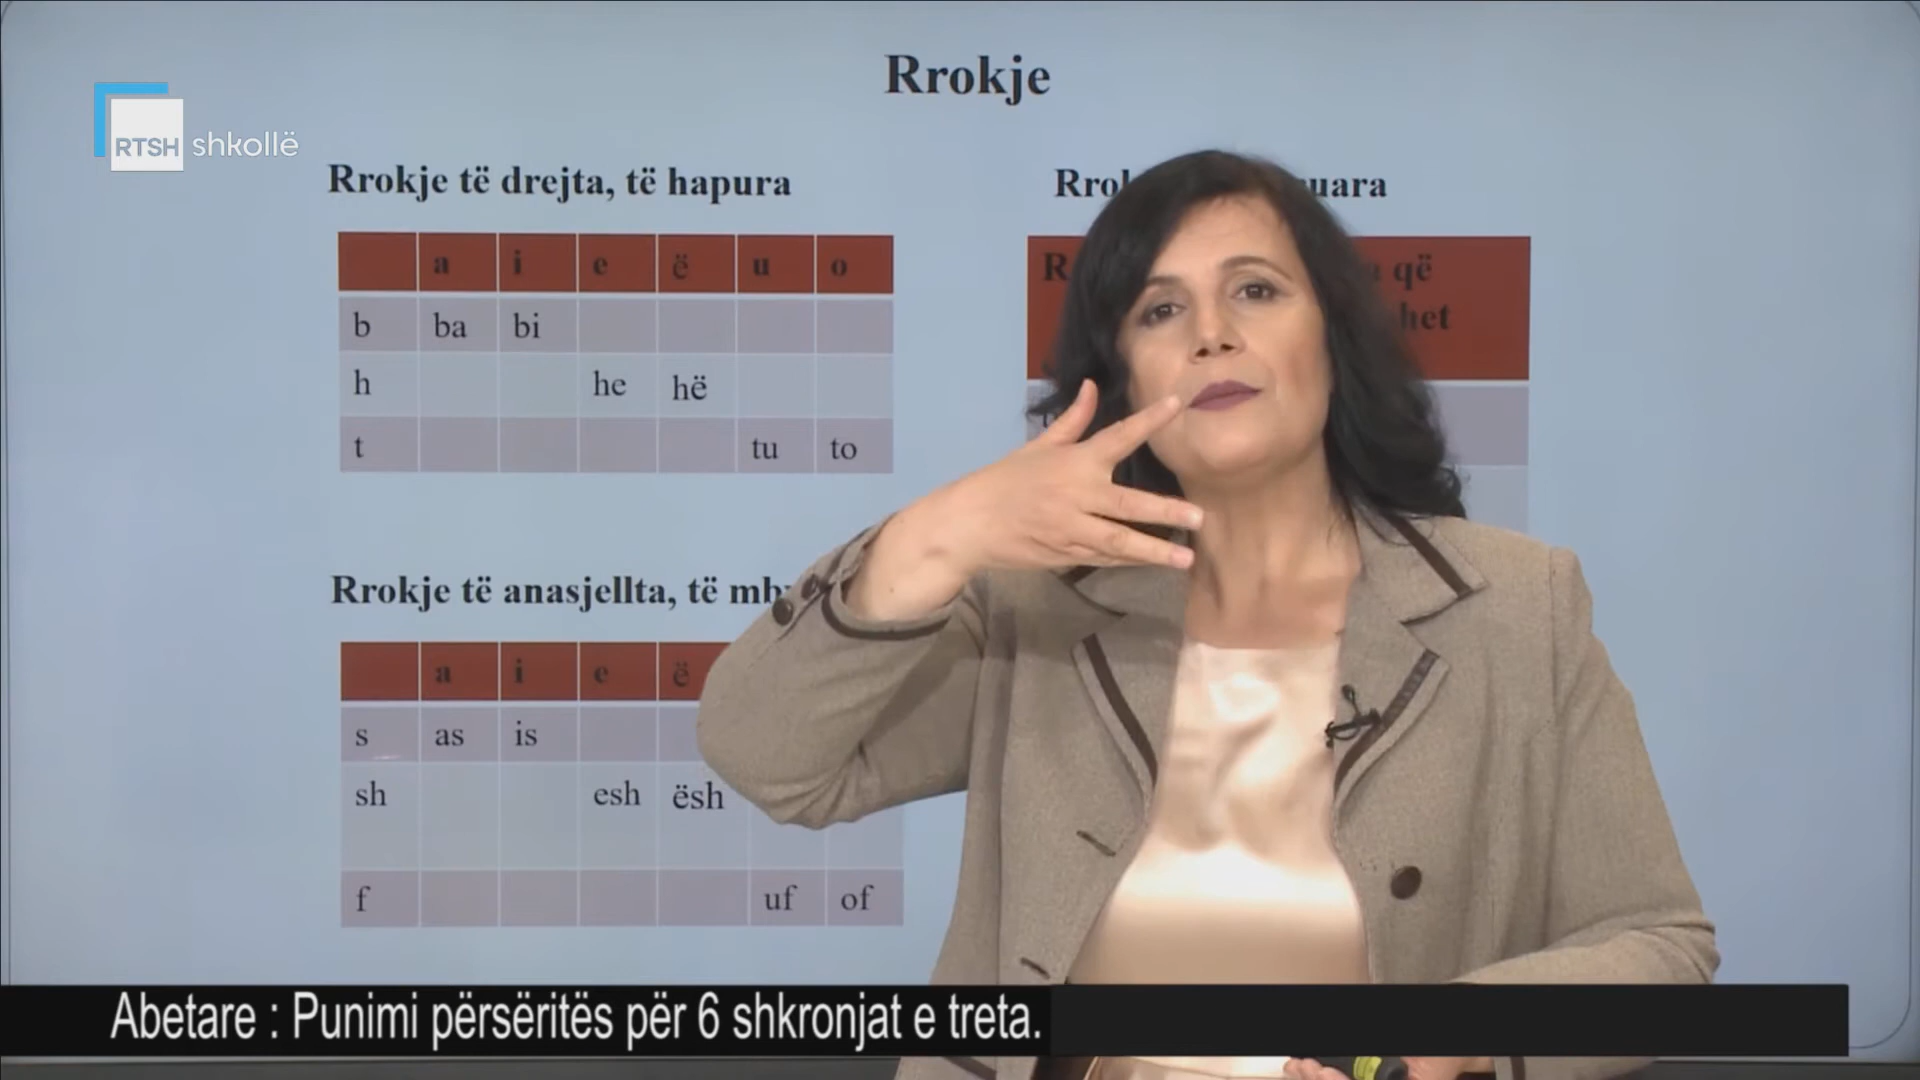 Rrokje
RTSH shkollë
Rrokje të drejta, të hapura
a i e ë u o
b ba bi
h he hë
t tu to
Rrokje të anasjellta, të
a i e ë
s as is
sh esh ësh
f uf of
që
Abetare : Punimi përsëritës për 6 shkronjat e treta.